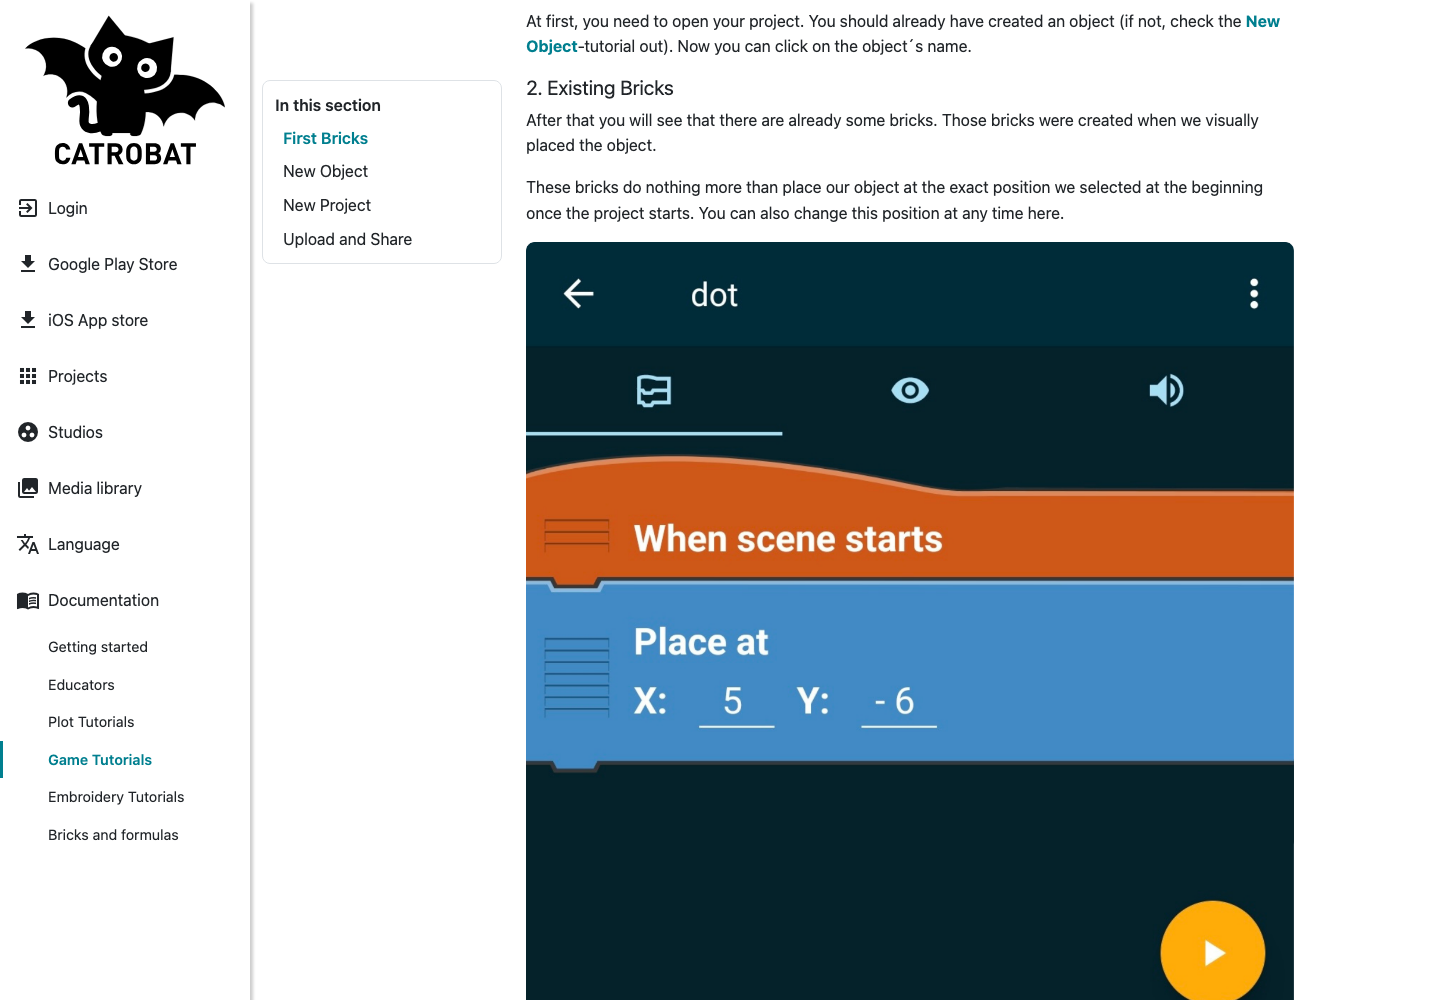 CATROBAT
Login
Google Play Store
iOS App store
Projects
Studios
Media library
Language
Documentation
Getting started
Educators
Plot Tutorials
Game Tutorials
Embroidery Tutorials
Bricks and formulas
In this section
First Bricks
New Object
New Project
Upload and Share
At first, you need to open your project. You should already have created an object (if not, check the New
Object-tutorial out). Now you can click on the object´s name.
2. Existing Bricks
After that you will see that there are already some bricks. Those bricks were created when we visually
placed the object.
These bricks do nothing more than place our object at the exact position we selected at the beginning
once the project starts. You can also change this position at any time here.
dot
When scene starts
Place at
X: 5 Y: - 6